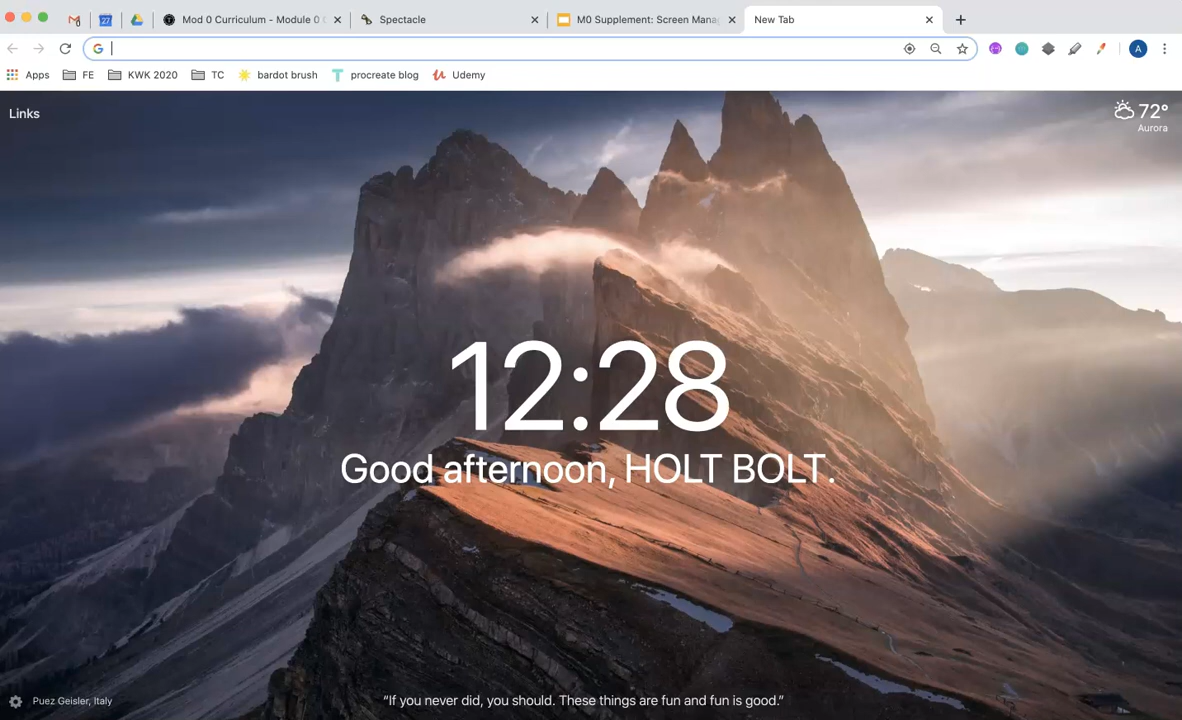 Mod 0 Curriculum - Module 0
Spectacle
M0 Supplement: Screen Mana
New Tab
Apps
FE
KWK 2020
TC
bardot brush
procreate blog
Udemy
A
Links
72°
Aurora
12:28
Good afternoon, HOLT BOLT.
Puez Geisler, Italy
“If you never did, you should. These things are fun and fun is good.”